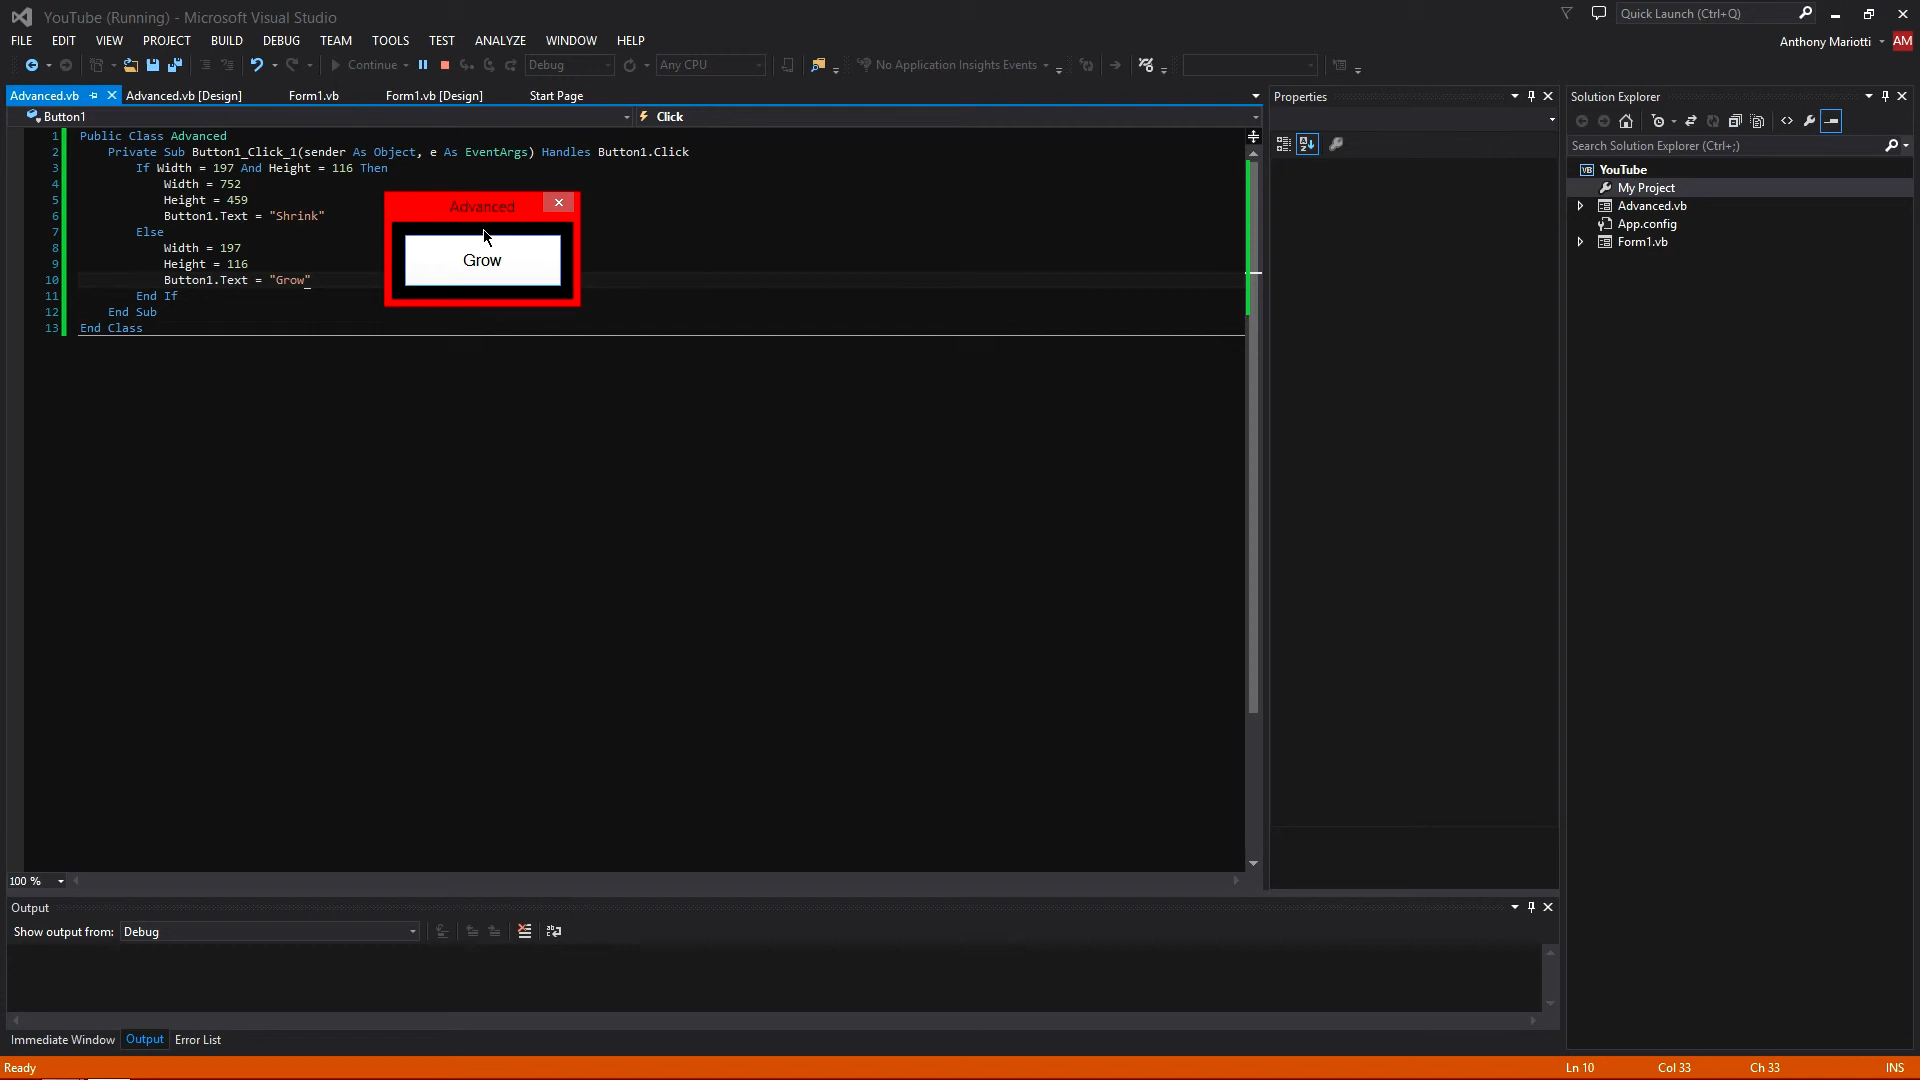 YouTube (Running) - Microsoft Visual Studio
Quick Launch (Ctrl+Q)
FILE EDIT VIEW PROJECT BUILD DEBUG TEAM TOOLS TEST ANALYZE WINDOW HELP
Anthony Mariotti AM
Continue Debug Any CPU No Application Insights Events
Advanced.vb Advanced.vb [Design] Form1.vb Form1.vb [Design] Start Page
Button1 Click
1 Public Class Advanced
2 Private Sub Button1_Click_1(sender As Object, e As EventArgs) Handles Button1.Click
3 If Width = 197 And Height = 116 Then
4 Width = 752
5 Height = 459
6 Button1.Text = "Shrink"
7 Else
8 Width = 197
9 Height = 116
10 Button1.Text = "Grow"
11 End If
12 End Sub
13 End Class
Advanced
Grow
100 %
Properties
Solution Explorer
Search Solution Explorer (Ctrl+;)
VB YouTube
My Project
Advanced.vb
App.config
Form1.vb
Output
Show output from: Debug
Immediate Window Output Error List
Ready Ln 10 Col 33 Ch 33 INS